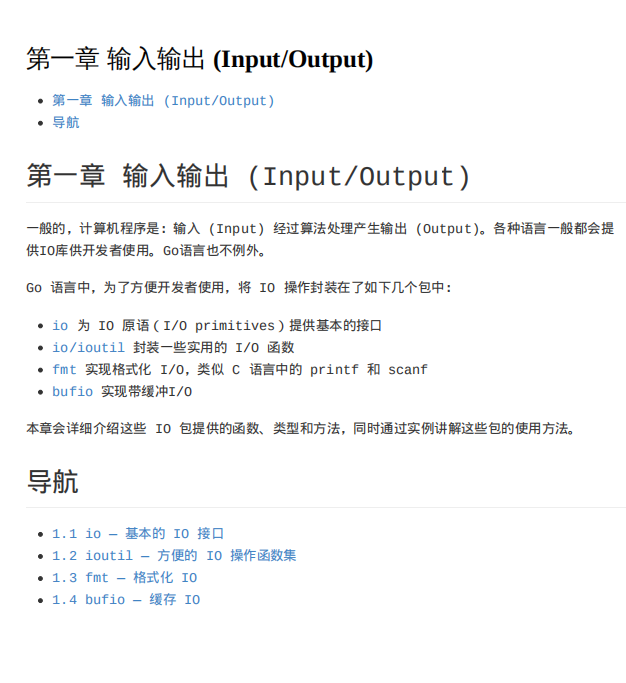 第一章 输入输出 (Input/Output)
第一章 输入输出 (Input/Output)
导航
第一章 输入输出 (Input/Output)
一般的，计算机程序是：输入 (Input) 经过算法处理产生输出 (Output)。各种语言一般都会提
供IO库供开发者使用。Go语言也不例外。
Go 语言中，为了方便开发者使用，将 IO 操作封装在了如下几个包中：
io 为 IO 原语（I/O primitives）提供基本的接口
io/ioutil 封装一些实用的 I/O 函数
fmt 实现格式化 I/O，类似 C 语言中的 printf 和 scanf
bufio 实现带缓冲I/O
本章会详细介绍这些 IO 包提供的函数、类型和方法，同时通过实例讲解这些包的使用方法。
导航
1.1 io — 基本的 IO 接口
1.2 ioutil — 方便的 IO 操作函数集
1.3 fmt — 格式化 IO
1.4 bufio — 缓存 IO